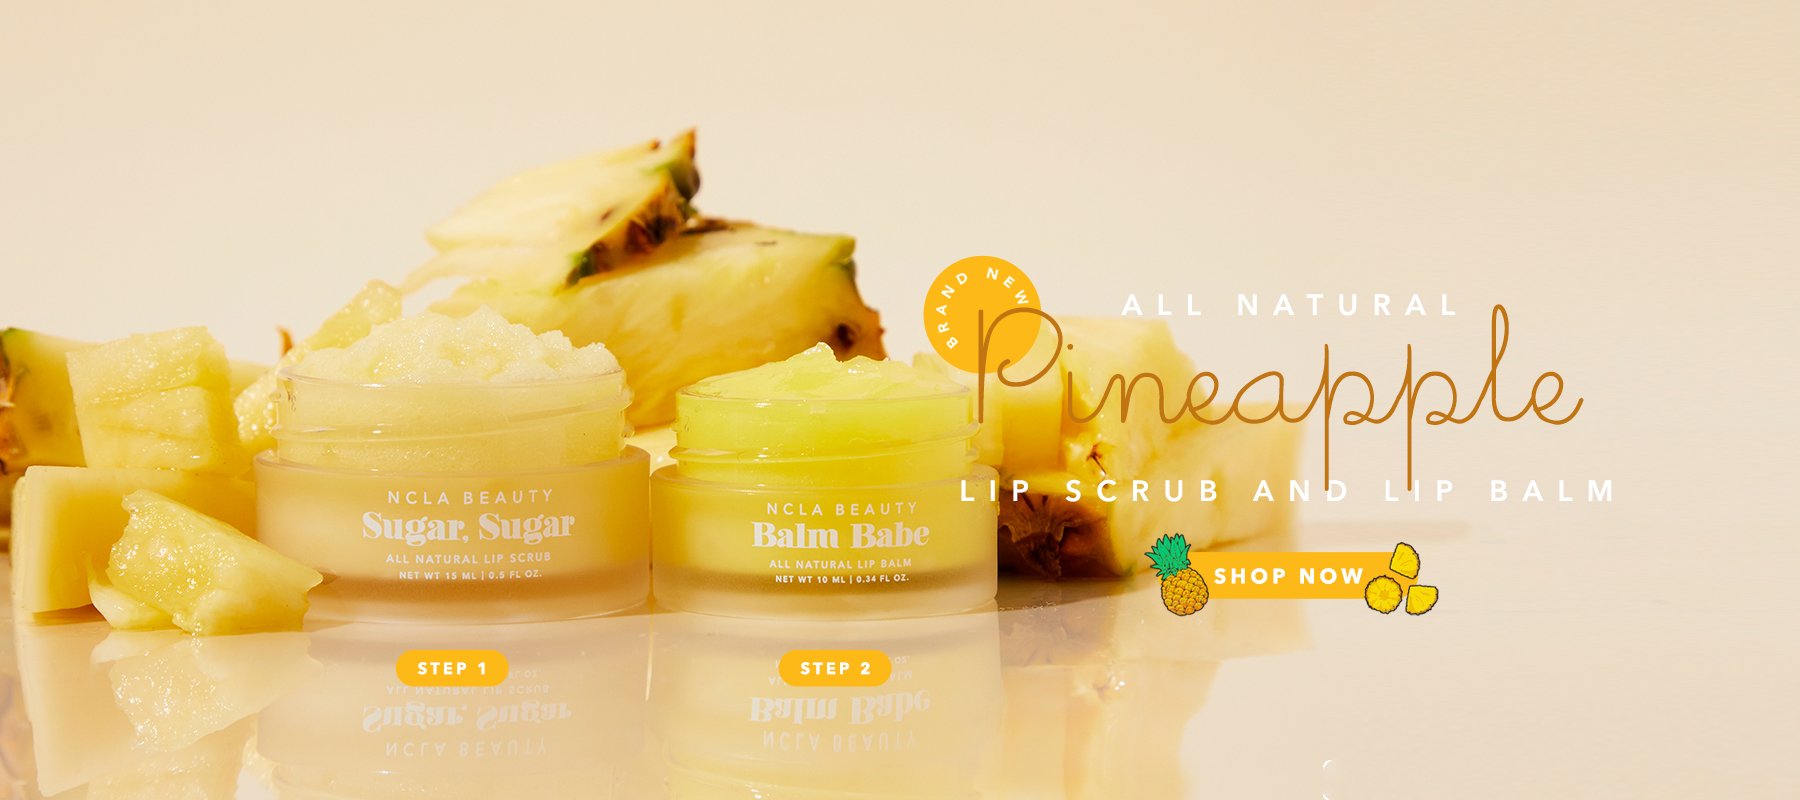 NCLA BEAUTY
Sugar, Sugar
ALL NATURAL LIP SCRUB
NET WT 15 ML | 0.5 FL OZ.
STEP 1
NCLA BEAUTY
Balm Babe
ALL NATURAL LIP BALM
NET WT 10 ML | 0.34 FL OZ.
STEP 2
BRAND NEW
ALL NATURAL
Pineapple
LIP SCRUB AND LIP BALM
SHOP NOW